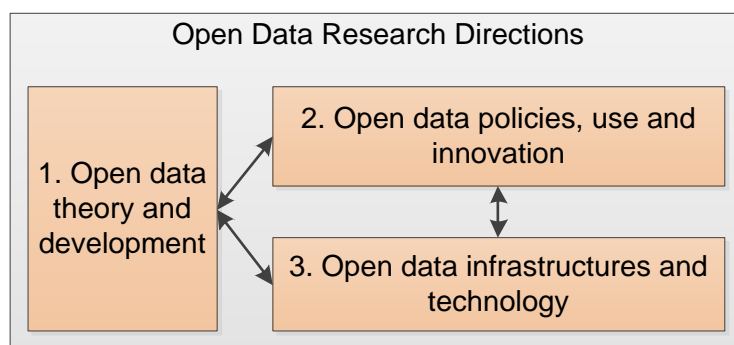 Open Data Research Directions
1. Open data
theory and
development
2. Open data policies, use and
innovation
3. Open data infrastructures and
technology